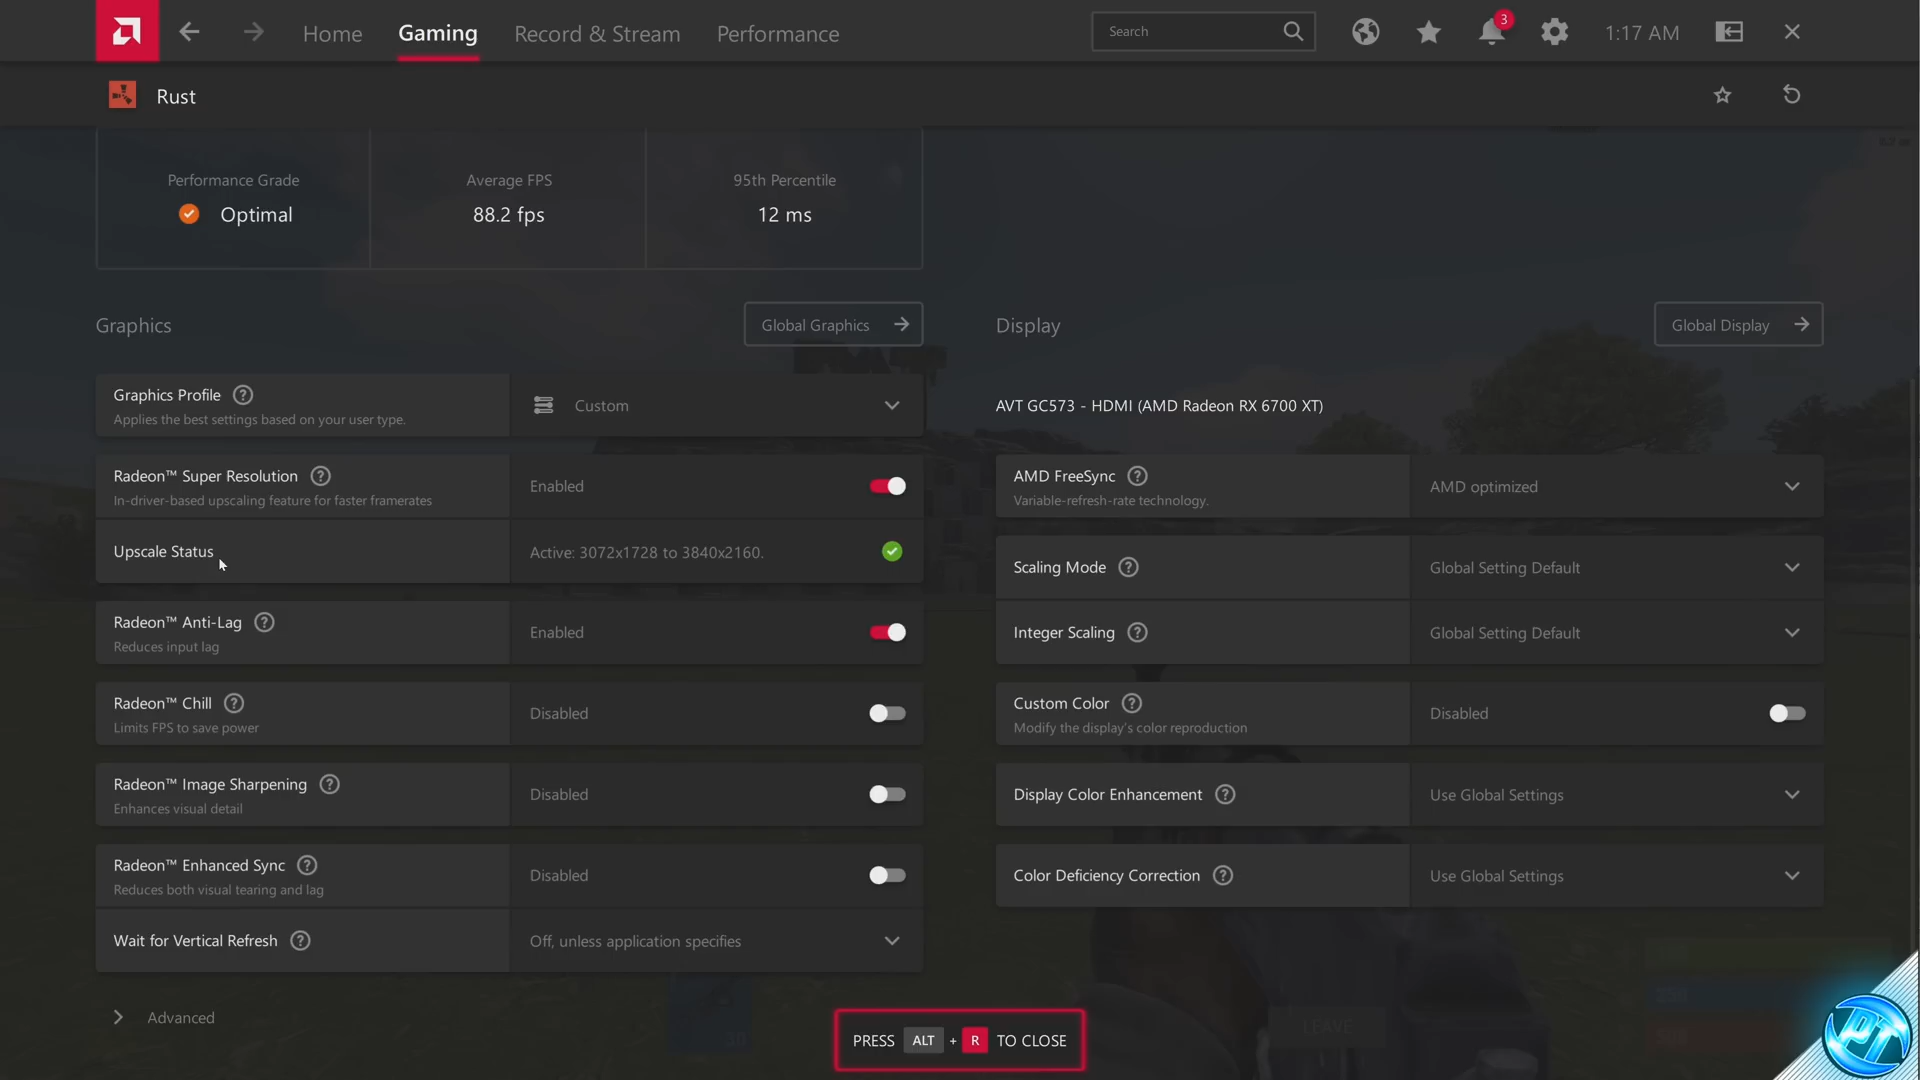 Home
Gaming
Record & Stream
Performance
Search
3
1:17 AM
Rust
Performance Grade
Optimal
Average FPS
88.2 fps
95th Percentile
12 ms
Graphics
Global Graphics
Graphics Profile
Applies the best settings based on your user type.
Custom
Radeon™ Super Resolution
In-driver-based upscaling feature for faster framerates
Enabled
Upscale Status
Active: 3072x1728 to 3840x2160.
Radeon™ Anti-Lag
Reduces input lag
Enabled
Radeon™ Chill
Limits FPS to save power
Disabled
Radeon™ Image Sharpening
Enhances visual detail
Disabled
Radeon™ Enhanced Sync
Reduces both visual tearing and lag
Disabled
Wait for Vertical Refresh
Off, unless application specifies
Advanced
Display
Global Display
AVT GC573 - HDMI (AMD Radeon RX 6700 XT)
AMD FreeSync
Variable-refresh-rate technology.
AMD optimized
Scaling Mode
Global Setting Default
Integer Scaling
Global Setting Default
Custom Color
Modify the display's color reproduction
Disabled
Display Color Enhancement
Use Global Settings
Color Deficiency Correction
Use Global Settings
PRESS ALT + R TO CLOSE
LEAVE
PT